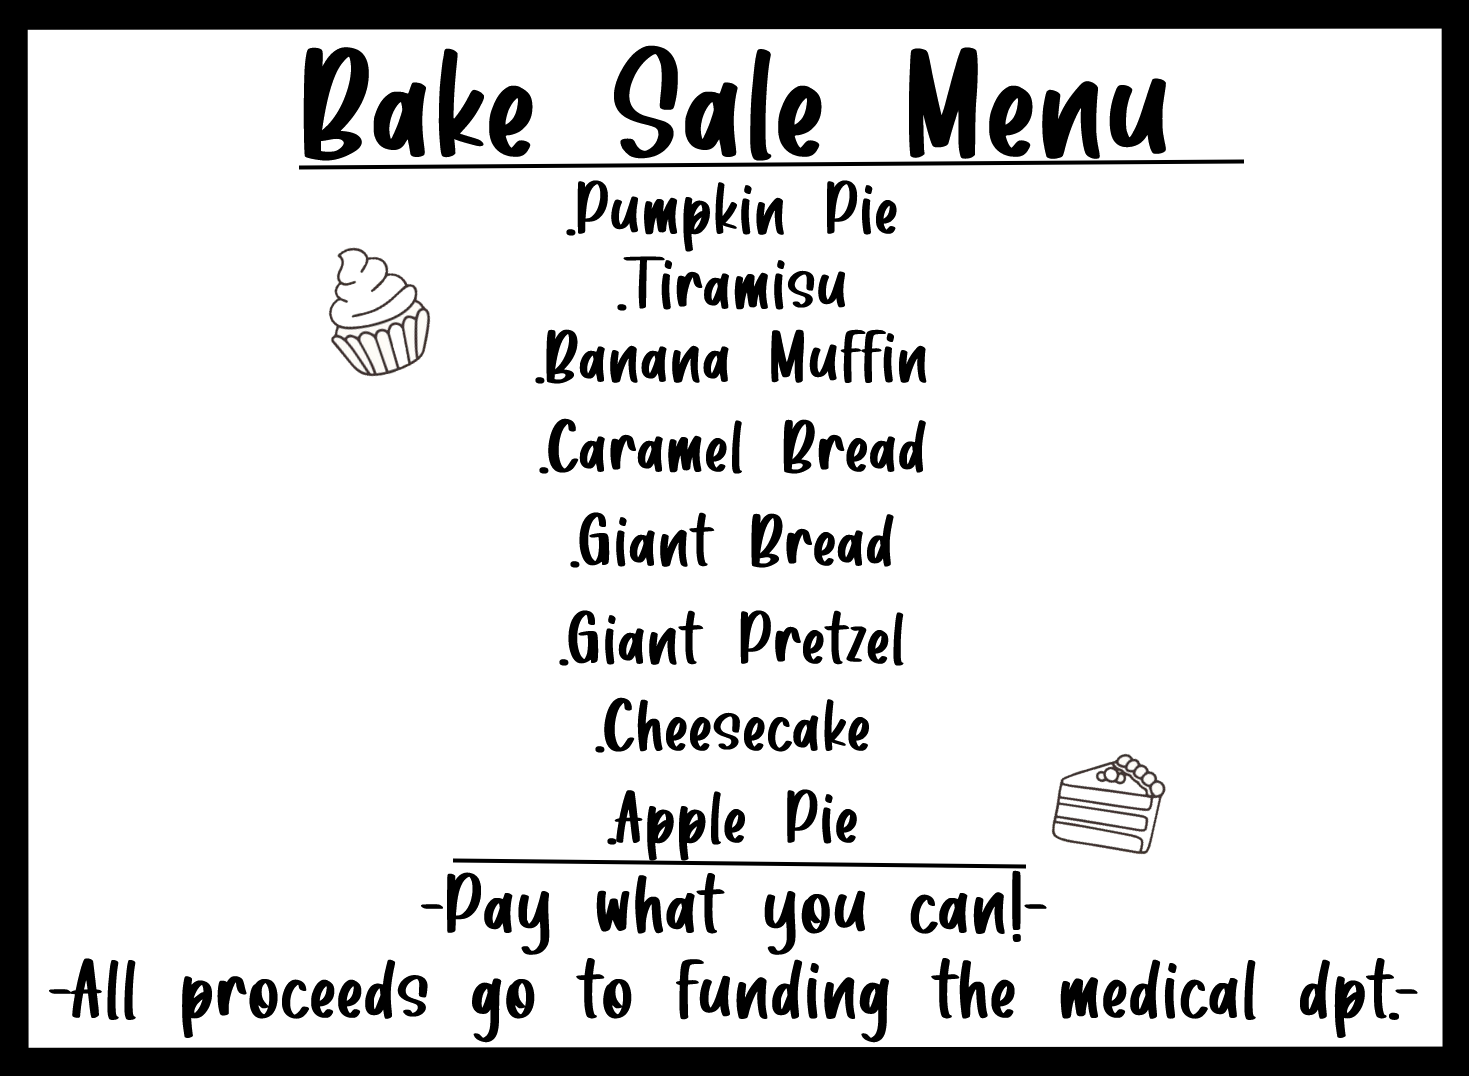 Bake Sale Menu
.Pumpkin Pie
.Tiramisu
.Banana Muffin
.Caramel Bread
.Giant Bread
.Giant Pretzel
.Cheesecake
.Apple Pie
-Pay what you can!-
-All proceeds go to funding the medical dpt.-